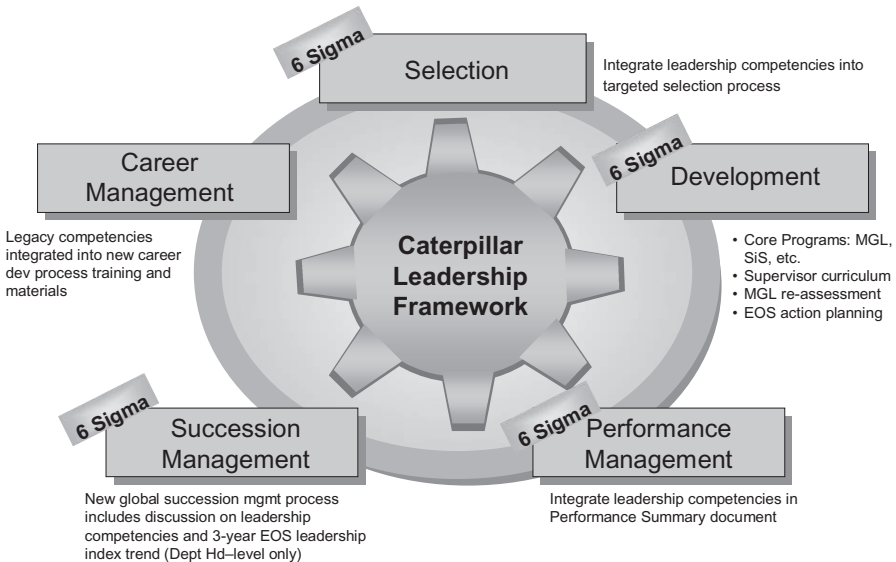 6 Sigma
Selection
Integrate leadership competencies into
targeted selection process
6 Sigma
Development
• Core Programs: MGL,
SiS, etc.
• Supervisor curriculum
• MGL re-assessment
• EOS action planning
Career
Management
Legacy competencies
integrated into new career
dev process training and
materials
Caterpillar
Leadership
Framework
6 Sigma
Succession
Management
New global succession mgmt process
includes discussion on leadership
competencies and 3-year EOS leadership
index trend (Dept Hd–level only)
6 Sigma
Performance
Management
Integrate leadership competencies in
Performance Summary document